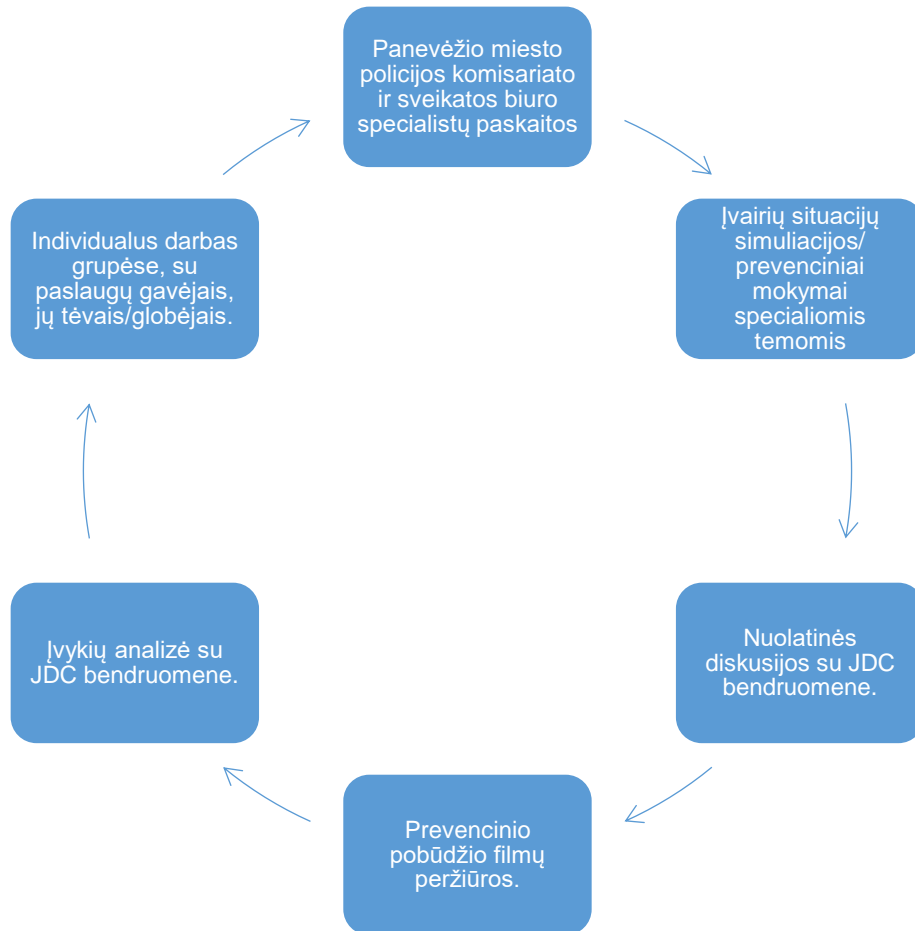 Panevėžio miesto
policijos komisariato
ir sveikatos biuro
specialistų paskaitos
Įvairių situacijų
simuliacijos/
prevenciniai
mokymai
specialiomis
temomis
Nuolatinės
diskusijos su JDC
bendruomene.
Prevencinio
pobūdžio filmų
peržiūros.
Įvykių analizė su
JDC bendruomene.
Individualus darbas
grupėse, su
paslaugų gavėjais,
jų tėvais/globėjais.